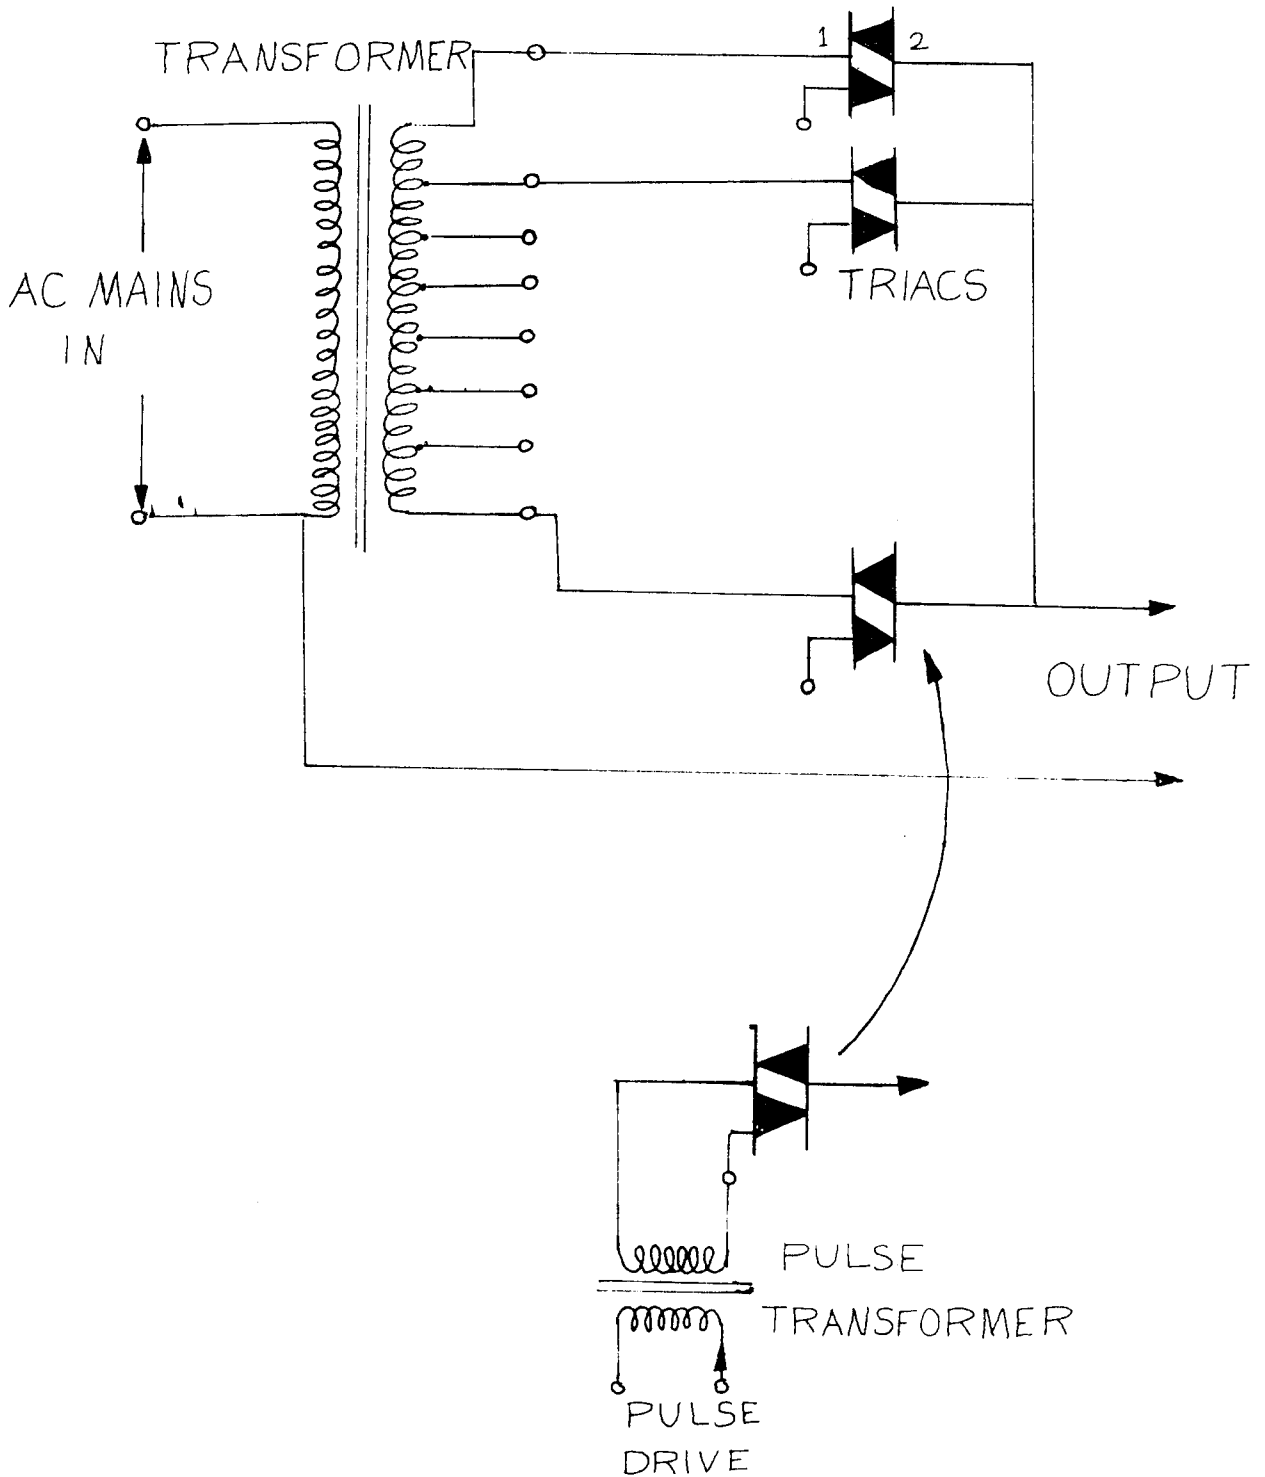 TRANSFORMER
1 2
AC MAINS
IN
TRIACS
OUTPUT
PULSE
TRANSFORMER
PULSE
DRIVE